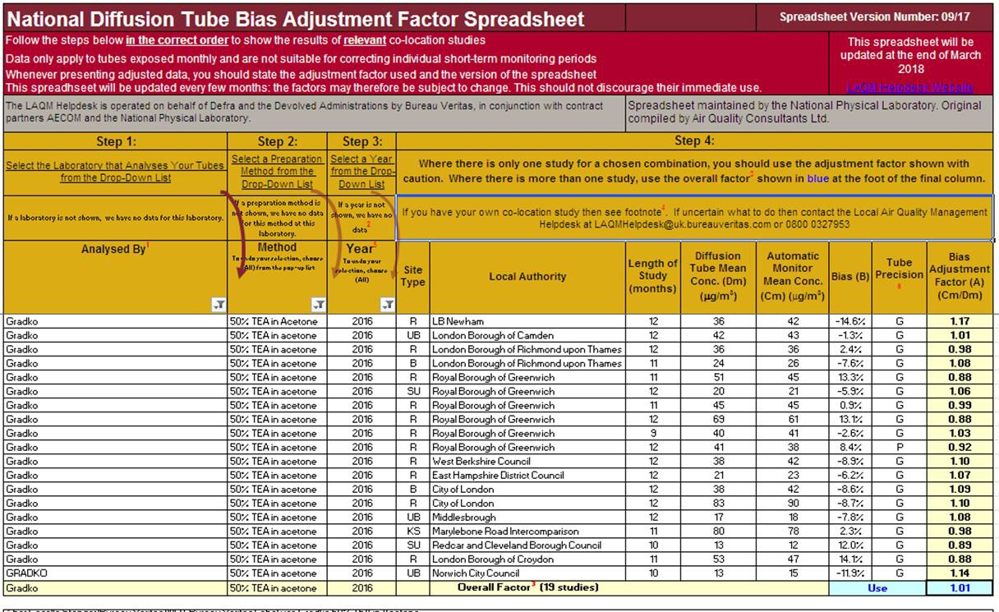 National Diffusion Tube Bias Adjustment Factor Spreadsheet
Spreadsheet Version Number: 09/17
Follow the steps below in the correct order to show the results of relevant co-location studies
Data only apply to tubes exposed monthly and are not suitable for correcting individual short-term monitoring periods
Whenever presenting adjusted data, you should state the adjustment factor used and the version of the spreadsheet
This spreadhseet will be updated every few months: the factors may therefore be subject to change. This should not discourage their immediate use.
This spreadsheet will be
updated at the end of March
2018
LAQM Helpdesk Website
The LAQM Helpdesk is operated on behalf of Defra and the Devolved Administrations by Bureau Veritas, in conjunction with contract
partners AECOM and the National Physical Laboratory.
Spreadsheet maintained by the National Physical Laboratory. Original
compiled by Air Quality Consultants Ltd.
Step 1:
Step 2:
Step 3:
Step 4:
Select the Laboratory that Analyses Your Tubes
from the Drop-Down List
Select a Preparation
Method from the
Drop-Down List
Select a Year
from the Drop-
Down List
Where there is only one study for a chosen combination, you should use the adjustment factor shown with
caution. Where there is more than one study, use the overall factor3 shown in blue at the foot of the final column.
If a laboratory is not shown, we have no data for this laboratory.
If a preparation method is
not shown, we have no data
for this method at this
laboratory.
If a year is not
shown, we have no
data2
If you have your own co-location study then see footnote4. If uncertain what to do then contact the Local Air Quality Management
Helpdesk at LAQMHelpdesk@uk.bureauveritas.com or 0800 0327953
Analysed By1
Method
To undo your selection, choose
(All) from the pop-up list
Year5
To undo your
selection, choose
(All)
Site
Type
Local Authority
Length of
Study
(months)
Diffusion
Tube Mean
Conc. (Dm)
(μg/m3)
Automatic
Monitor
Mean Conc.
(Cm) (μg/m3)
Bias (B)
Tube
Precision
6
Bias
Adjustment
Factor (A)
(Cm/Dm)
Gradko 50% TEA in Acetone 2016 R LB Newham 12 36 42 -14.6% G 1.17
Gradko 50% TEA in acetone 2016 UB London Borough of Camden 12 42 43 -1.3% G 1.01
Gradko 50% TEA in acetone 2016 R London Borough of Richmond upon Thames 12 36 36 2.4% G 0.98
Gradko 50% TEA in acetone 2016 B London Borough of Richmond upon Thames 11 24 26 -7.6% G 1.08
Gradko 50% TEA in acetone 2016 R Royal Borough of Greenwich 11 51 45 13.3% G 0.88
Gradko 50% TEA in acetone 2016 SU Royal Borough of Greenwich 12 20 21 -5.9% G 1.06
Gradko 50% TEA in acetone 2016 R Royal Borough of Greenwich 11 45 45 0.9% G 0.99
Gradko 50% TEA in acetone 2016 R Royal Borough of Greenwich 12 69 61 13.1% G 0.88
Gradko 50% TEA in acetone 2016 R Royal Borough of Greenwich 9 40 41 -2.6% G 1.03
Gradko 50% TEA in acetone 2016 R Royal Borough of Greenwich 12 41 38 8.4% P 0.92
Gradko 50% TEA in acetone 2016 R West Berkshire Council 12 38 42 -8.9% G 1.10
Gradko 50% TEA in acetone 2016 R East Hampshire District Council 12 21 23 -6.2% G 1.07
Gradko 50% TEA in acetone 2016 B City of London 12 38 42 -8.6% G 1.09
Gradko 50% TEA in acetone 2016 R City of London 12 83 90 -8.7% G 1.10
Gradko 50% TEA in acetone 2016 UB Middlesbrough 12 17 18 -7.8% G 1.08
Gradko 50% TEA in acetone 2016 KS Marylebone Road Intercomparison 11 80 78 2.3% G 0.98
Gradko 50% TEA in acetone 2016 SU Redcar and Cleveland Borough Council 10 13 12 12.0% G 0.89
Gradko 50% TEA in acetone 2016 R London Borough of Croydon 11 53 47 14.1% G 0.88
GRADKO 50% TEA in acetone 2016 UB Norwich City Council 10 13 15 -11.9% G 1.14
Gradko 50% TEA in acetone 2016 Overall Factor3 (19 studies) Use 1.01